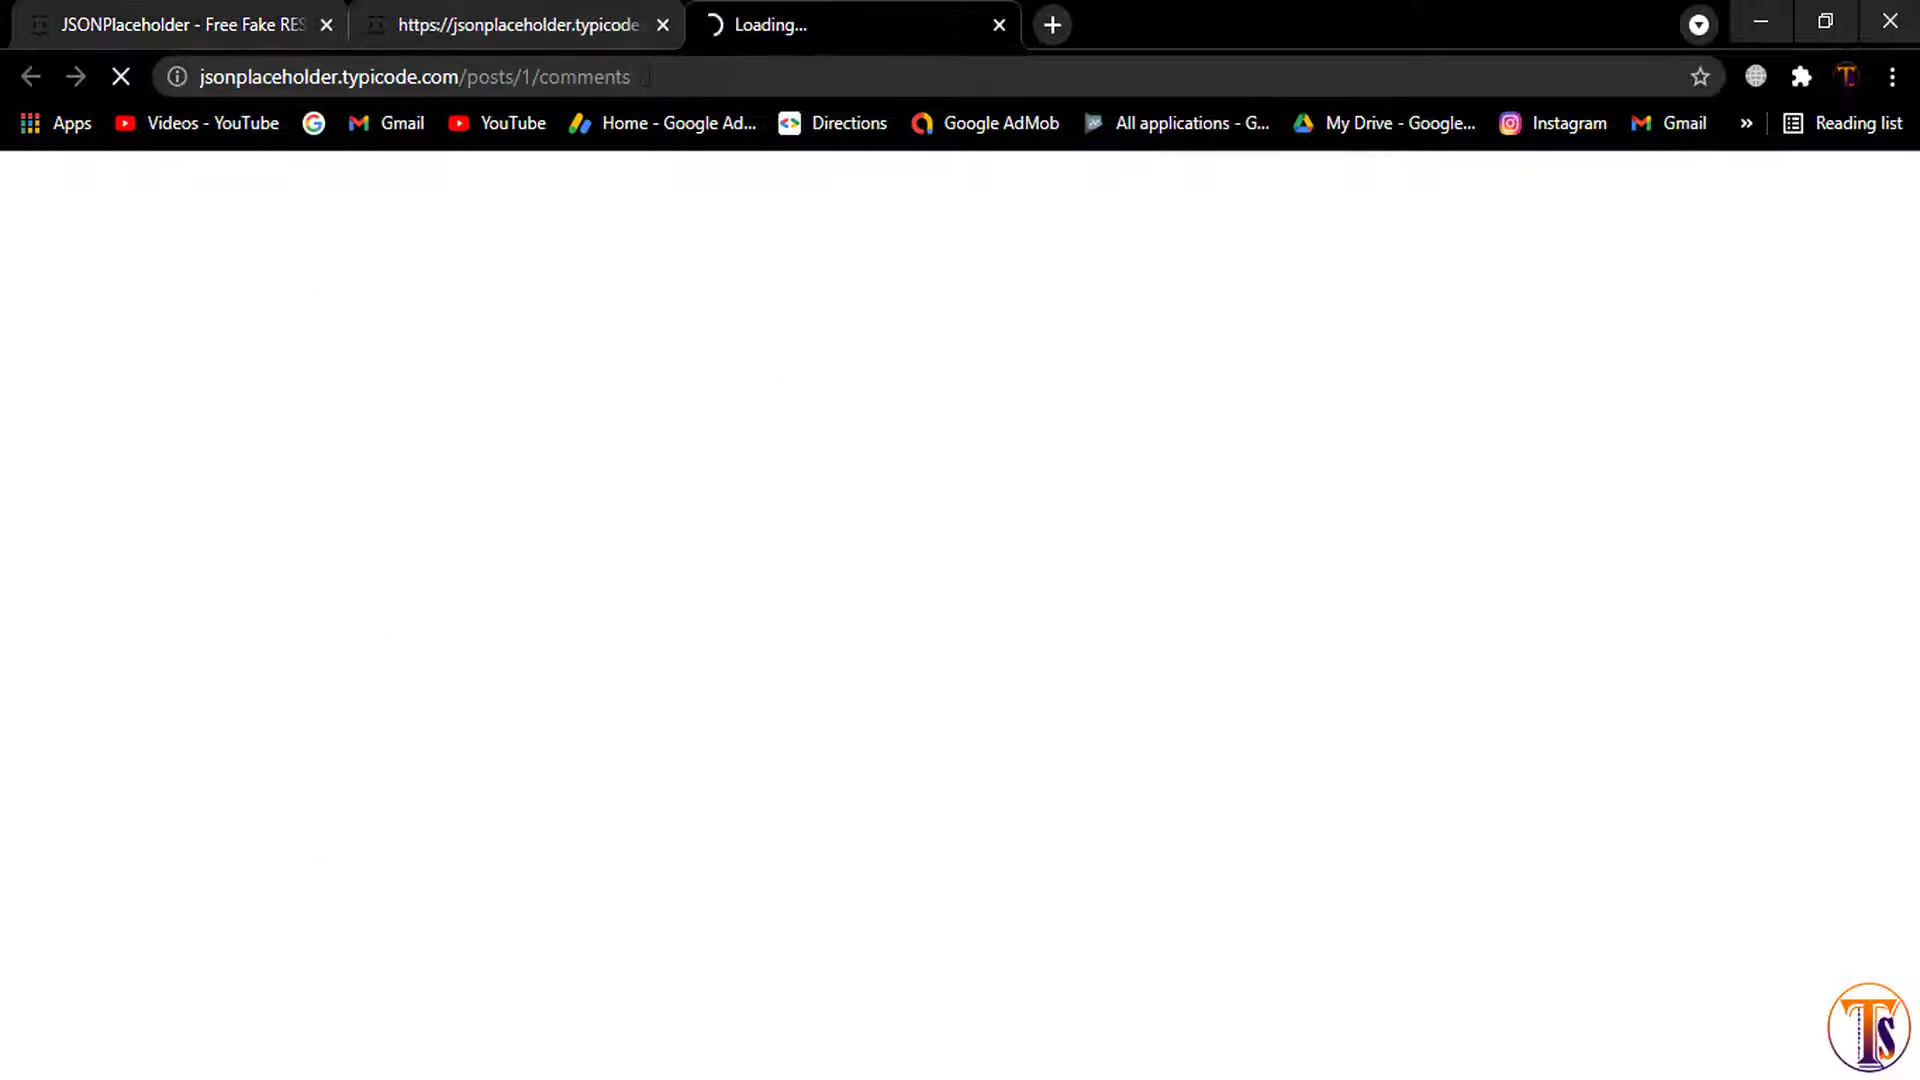 JSONPlaceholder - Free Fake RES
https://jsonplaceholder.typicode.
Loading...
jsonplaceholder.typicode.com/posts/1/comments
Apps
Videos - YouTube
Gmail
YouTube
Home - Google Ad...
Directions
Google AdMob
All applications - G...
My Drive - Google...
Instagram
Gmail
»
Reading list
Ts